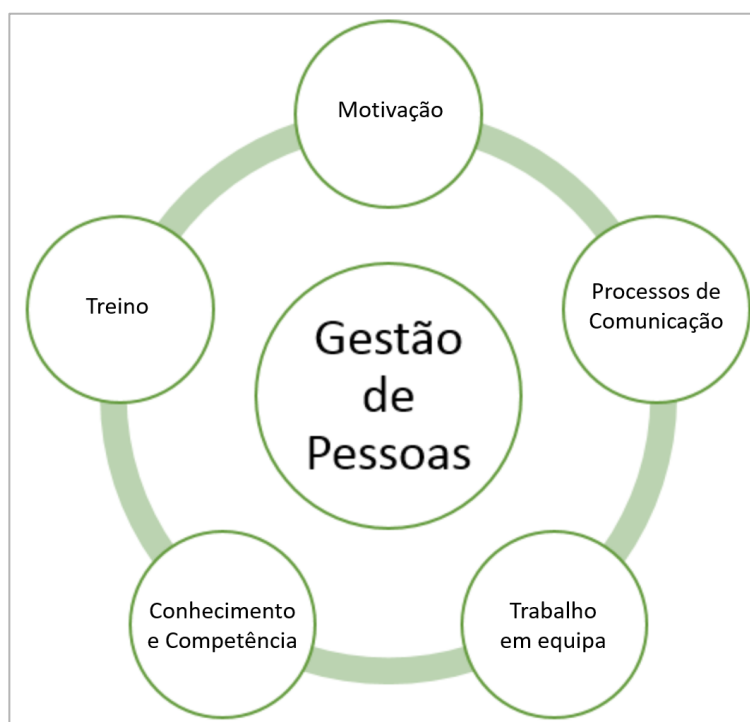 Motivação
Processos de
Comunicação
Trabalho
em equipa
Conhecimento
e Competência
Treino
Gestão
de
Pessoas